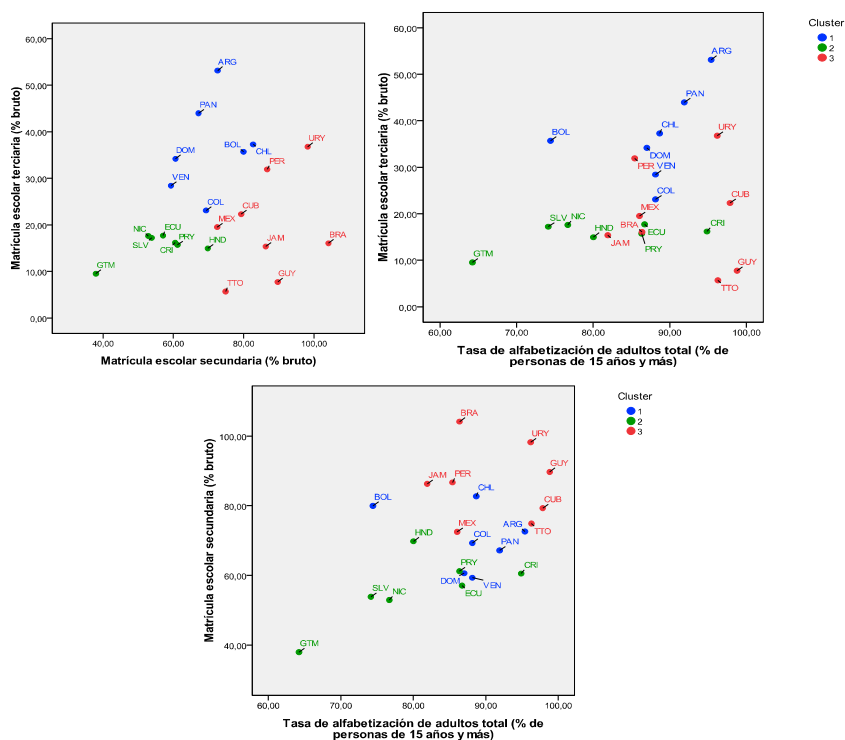 Matrícula escolar terciaria (% bruto)
60,00
50,00
40,00
30,00
20,00
10,00
0,00
ARG
PAN
URY
BOL
CHL
DOM
PER
VEN
COL
CUB
MEX
NIC
ECU
PRY
SLV
CRI
HND
JAM
BRA
GTM
TTO
GUY
40,00 60,00 80,00 100,00
Matrícula escolar secundaria (% bruto)
Matrícula escolar terciaria (% bruto)
60,00
50,00
40,00
30,00
20,00
10,00
0,00
ARG
PAN
BOL
CHL
URY
DOM
PER
VEN
COL
CUB
MEX
SLV
NIC
HND
BRA
ECU
CRI
JAM
PRY
GTM
GUY
TTO
60,00 70,00 80,00 90,00 100,00
Tasa de alfabetización de adultos total (% de
personas de 15 años y más)
Cluster
1
2
3
Matrícula escolar secundaria (% bruto)
100,00
80,00
60,00
40,00
BRA
URY
GUY
JAM
PER
CHL
BOL
CUB
HND
MEX
ARG
TTO
COL
PAN
PRY
CRI
DOM
VEN
SLV
NIC
ECU
GTM
60,00 70,00 80,00 90,00 100,00
Tasa de alfabetización de adultos total (% de
personas de 15 años y más)
Cluster
1
2
3